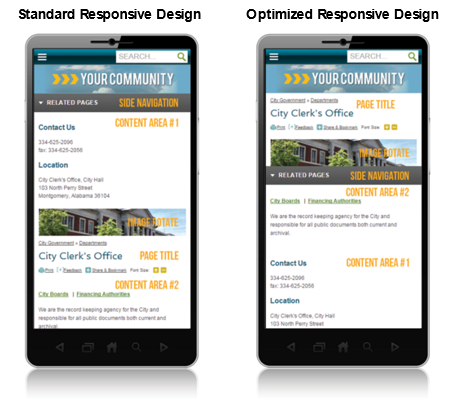 Standard Responsive Design
SEARCH...
YOUR COMMUNITY
RELATED PAGES SIDE NAVIGATION
CONTENT AREA #1
Contact Us
334-625-2096
fax: 334-625-2056
Location
City Clerk's Office, City Hall
103 North Perry Street
Montgomery, Alabama 36104
IMAGE ROTATE
City Government » Departments
City Clerk's Office PAGE TITLE
Print Feedback Share & Bookmark Font Size:
CONTENT AREA #2
City Boards | Financing Authorities
We are the record keeping agency for the City and
responsible for all public documents both current and
archival.
Optimized Responsive Design
SEARCH...
YOUR COMMUNITY
City Government » Departments
PAGE TITLE
City Clerk's Office
Print Feedback Share & Bookmark Font Size:
IMAGE ROTATE
RELATED PAGES SIDE NAVIGATION
CONTENT AREA #2
City Boards | Financing Authorities
We are the record keeping agency for the City and
responsible for all public documents both current and
archival.
Contact Us CONTENT AREA #1
334-625-2096
fax: 334-625-2056
Location
City Clerk's Office, City Hall
103 North Perry Street